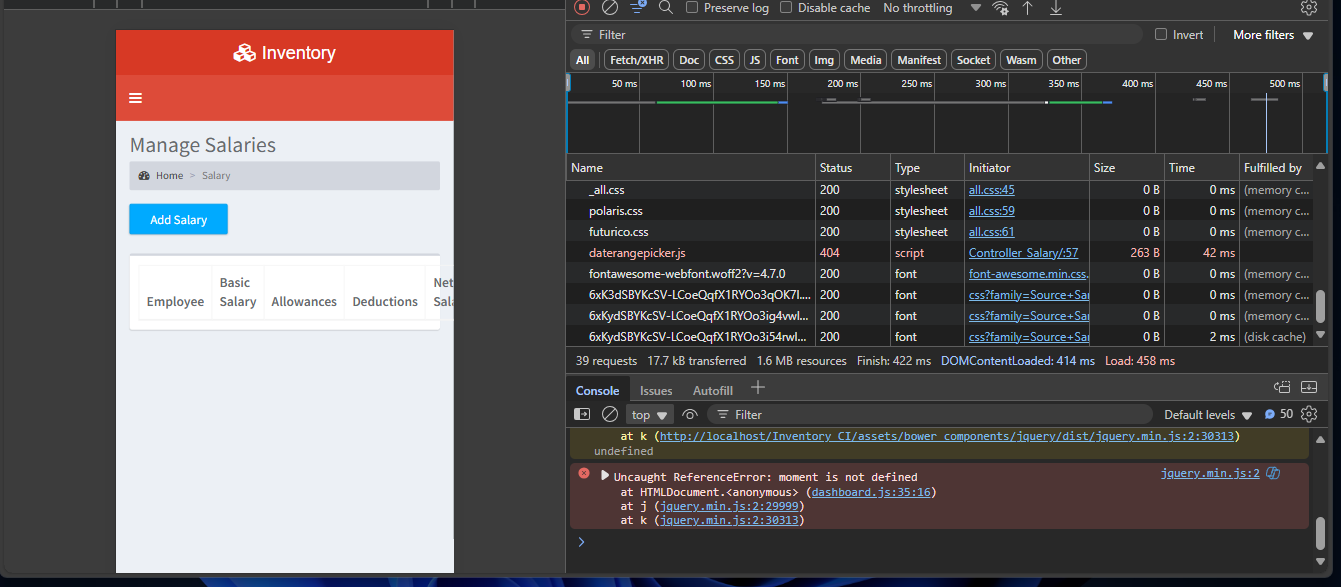 Preserve log Disable cache No throttling
Filter Invert More filters
All Fetch/XHR Doc CSS JS Font Img Media Manifest Socket Wasm Other
50 ms 100 ms 150 ms 200 ms 250 ms 300 ms 350 ms 400 ms 450 ms 500 ms
Name Status Type Initiator Size Time Fulfilled by
_all.css 200 stylesheet all.css:45 0 B 0 ms (memory c...
polaris.css 200 stylesheet all.css:59 0 B 0 ms (memory c...
futurico.css 200 stylesheet all.css:61 0 B 0 ms (memory c...
daterangepicker.js 404 script Controller_Salary/:57 263 B 42 ms
fontawesome-webfont.woff2?v=4.7.0 200 font font-awesome.min.css. 0 B 0 ms (memory c...
6xK3dSBYKcSV-LCoeQqfX1RYOo3qOK7l.... 200 font css?family=Source+Sa 0 B 0 ms (memory c...
6xKydSBYKcSV-LCoeQqfX1RYOo3ig4vwl... 200 font css?family=Source+Sa 0 B 0 ms (memory c...
6xKydSBYKcSV-LCoeQqfX1RYOo3i54rwl... 200 font css?family=Source+Sa 0 B 2 ms (disk cache)
39 requests 17.7 kB transferred 1.6 MB resources Finish: 422 ms DOMContentLoaded: 414 ms Load: 458 ms
Console Issues Autofill
top Filter Default levels 50
at k (http://localhost/Inventory_CI/assets/bower_components/jquery/dist/jquery.min.js:2:30313)
undefined
Uncaught ReferenceError: moment is not defined jquery.min.js:2
at HTMLDocument.<anonymous> (dashboard.js:35:16)
at j (jquery.min.js:2:29999)
at k (jquery.min.js:2:30313)
Inventory
Manage Salaries
Home > Salary
Add Salary
Employee
Basic
Salary
Allowances
Deductions
Net
Sala